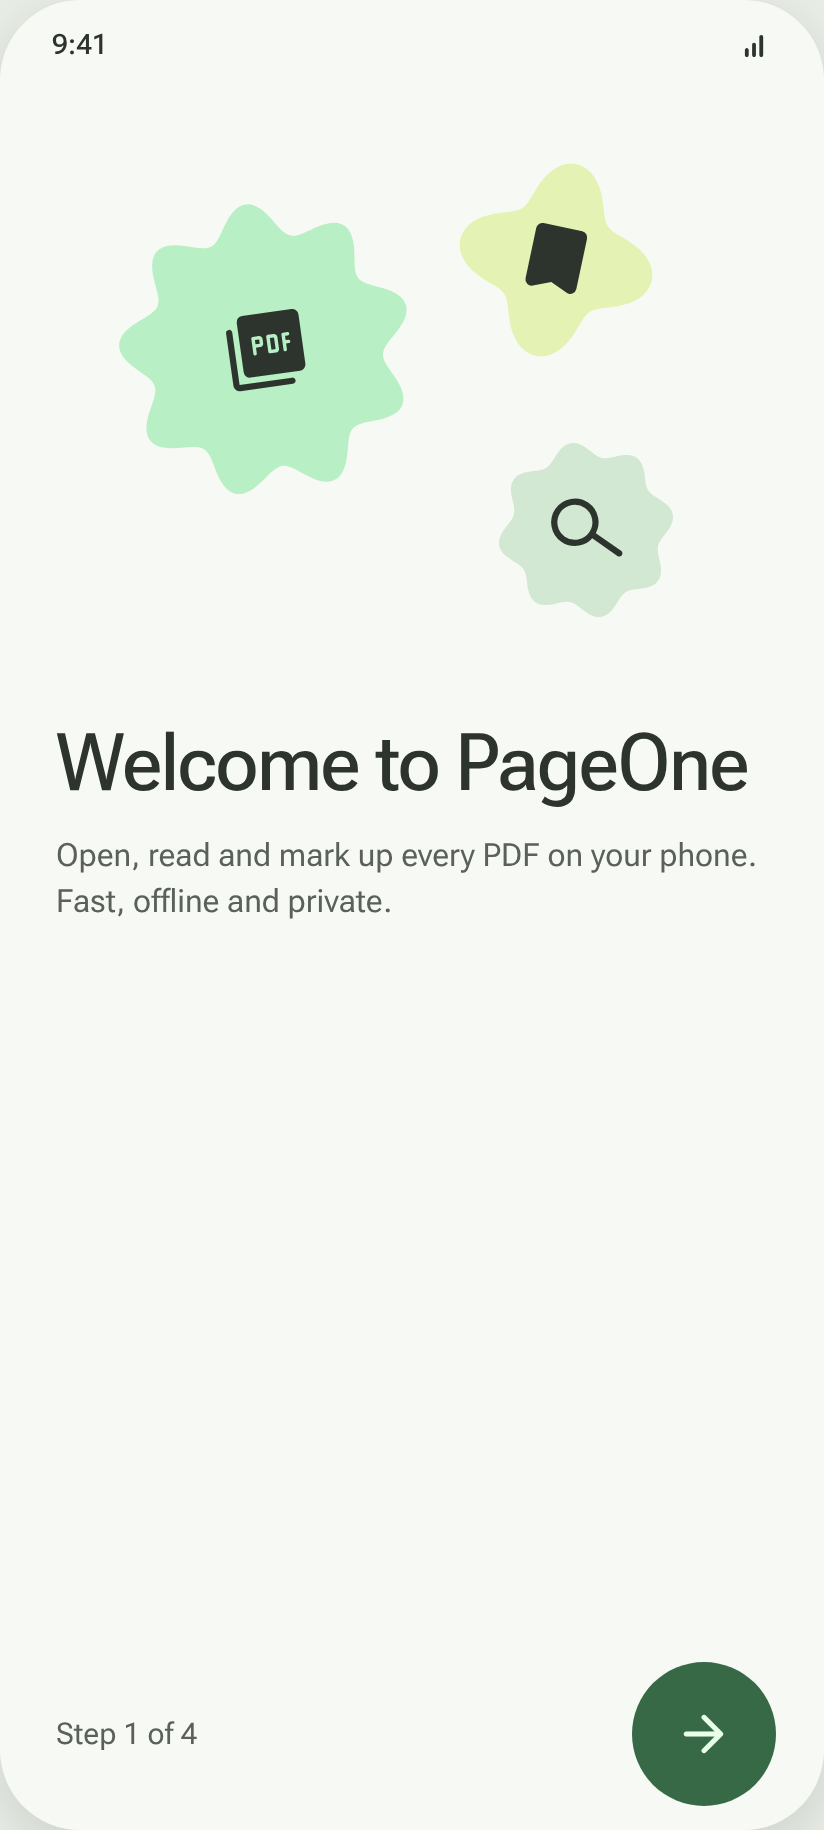 9:41
PDF
Welcome to PageOne
Open, read and mark up every PDF on your phone.
Fast, offline and private.
Step 1 of 4